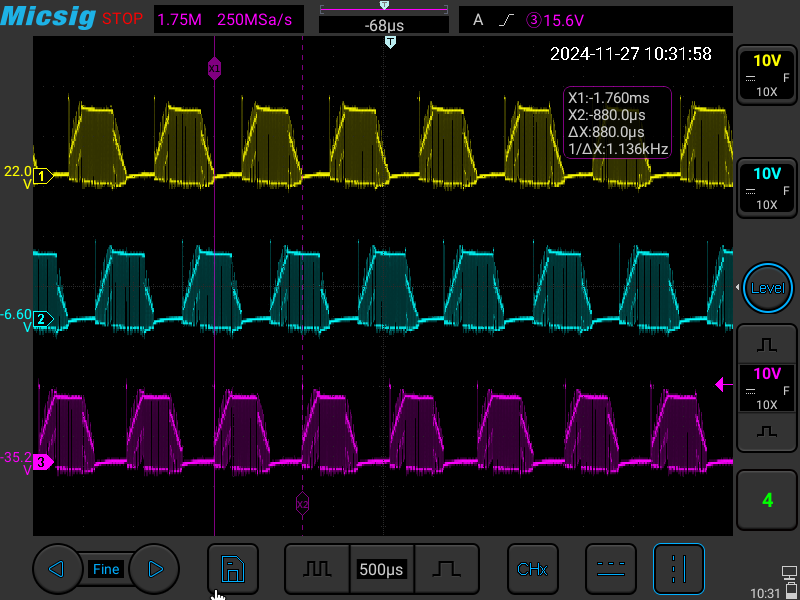 Micsig STOP 1.75M 250MSa/s -68µs A ③15.6V
T
T
2024-11-27 10:31:58
X1
X1:-1.760ms
X2:-880.0µs
ΔX:880.0µs
1/ΔX:1.136kHz
10V
F
10X
22.0
V
1
10V
F
10X
-6.60
V
2
Level
10V
F
10X
-35.2
V
3
X2
4
Fine
500µs
CHx
10:31